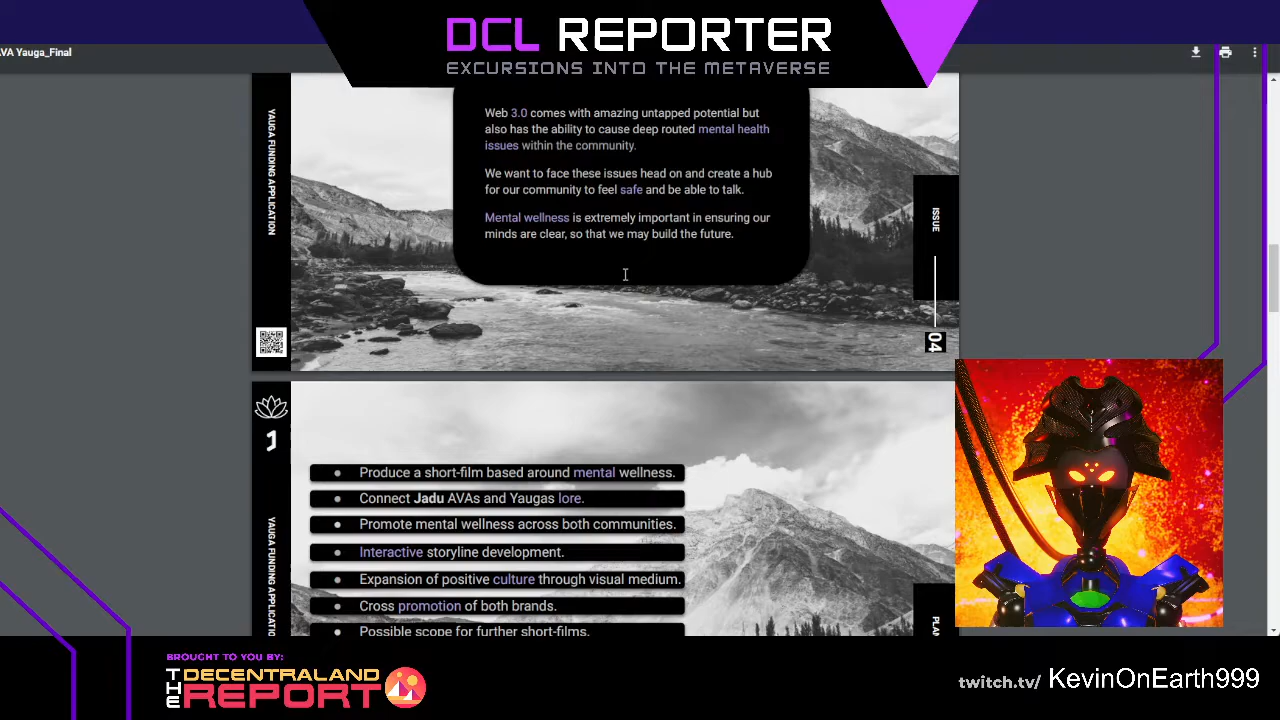 DCL REPORTER
EXCURSIONS INTO THE METAVERSE
VA Yauga_Final
Web 3.0 comes with amazing untapped potential but
also has the ability to cause deep routed mental health
issues within the community.
We want to face these issues head on and create a hub
for our community to feel safe and be able to talk.
Mental wellness is extremely important in ensuring our
minds are clear, so that we may build the future.
YAUGA FUNDING APPLICATION
ISSUE
04
Produce a short-film based around mental wellness.
Connect Jadu AVAs and Yaugas lore.
Promote mental wellness across both communities.
Interactive storyline development.
Expansion of positive culture through visual medium.
Cross promotion of both brands.
Possible scope for further short-films.
YAUGA FUNDING APPLICATIO
PLAN
BROUGHT TO YOU BY:
THE DECENTRALAND
REPORT
twitch.tv/ KevinOnEarth999